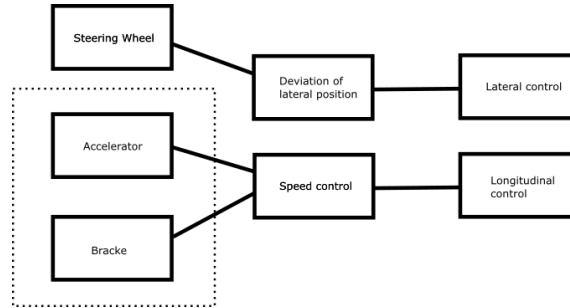 Steering Wheel
Deviation of
lateral position
Lateral control
Accelerator
Speed control
Longitudinal
control
Bracke